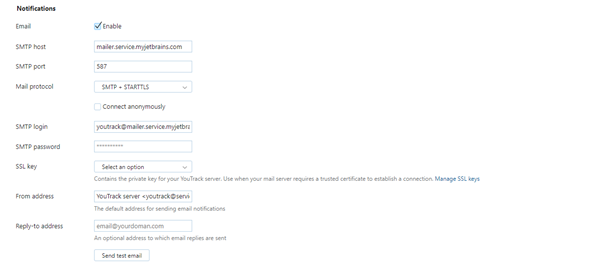 Notifications
Email Enable
SMTP host mailer.service.myjetbrains.com
SMTP port 587
Mail protocol SMTP + STARTTLS
Connect anonymously
SMTP login youtrack@mailer.service.myjetbra
SMTP password **********
SSL key Select an option
Contains the private key for your YouTrack server. Use when your mail server requires a trusted certificate to establish a connection. Manage SSL keys
From address YouTrack server <youtrack@servi
The default address for sending email notifications
Reply-to address email@yourdoman.com
An optional address to which email replies are sent
Send test email